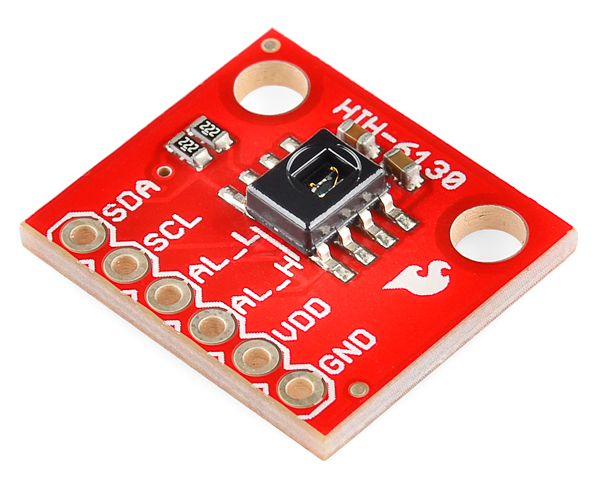 HIH-6130
222
222
SDA
SCL
AL_L
AL_H
VDD
GND